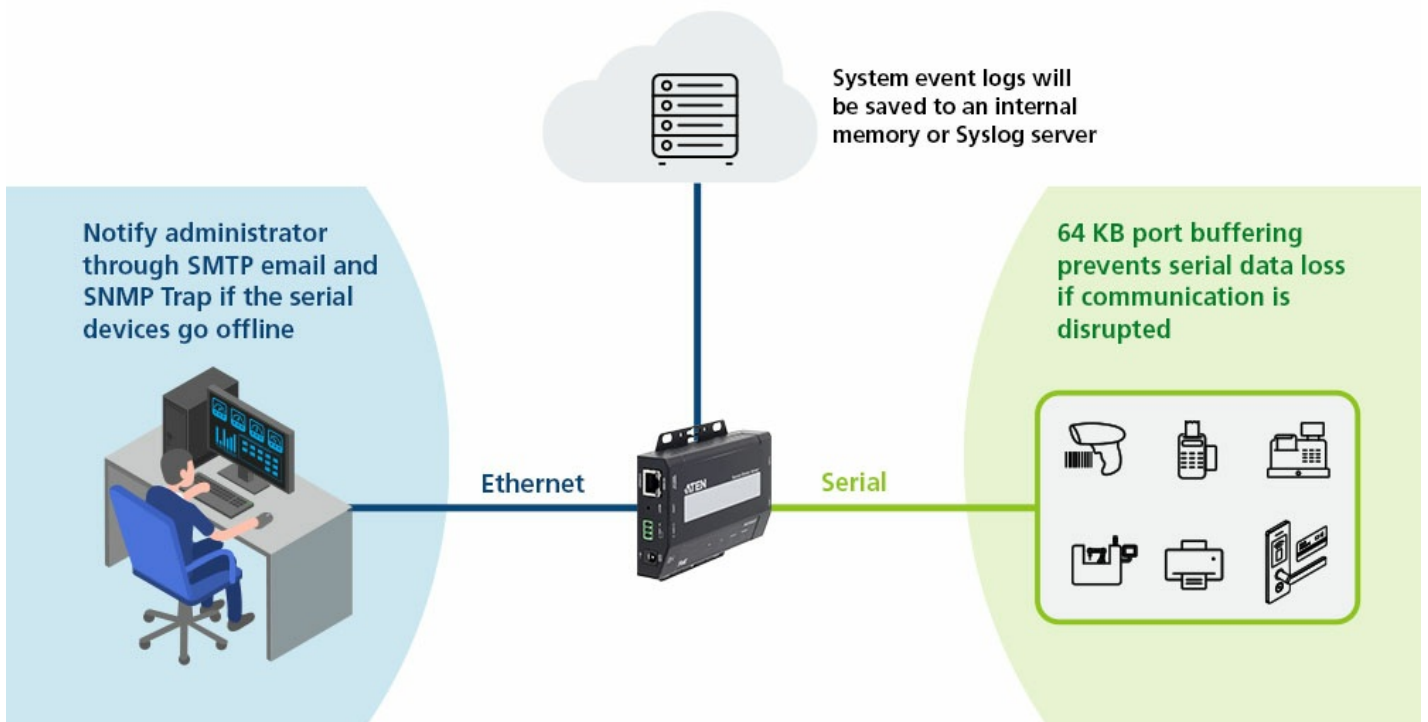 System event logs will
be saved to an internal
memory or Syslog server
Notify administrator
through SMTP email and
SNMP Trap if the serial
devices go offline
64 KB port buffering
prevents serial data loss
if communication is
disrupted
Ethernet
Serial
ATEN
PoE